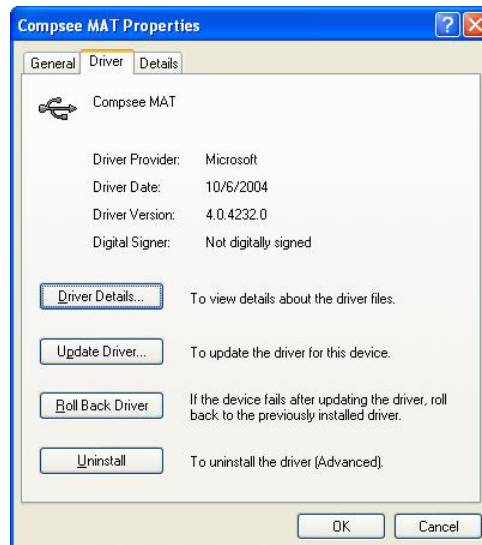 Compsee MAT Properties
General Driver Details
Compsee MAT
Driver Provider: Microsoft
Driver Date: 10/6/2004
Driver Version: 4.0.4232.0
Digital Signer: Not digitally signed
Driver Details... To view details about the driver files.
Update Driver... To update the driver for this device.
Roll Back Driver If the device fails after updating the driver, roll
back to the previously installed driver.
Uninstall To uninstall the driver (Advanced).
OK Cancel